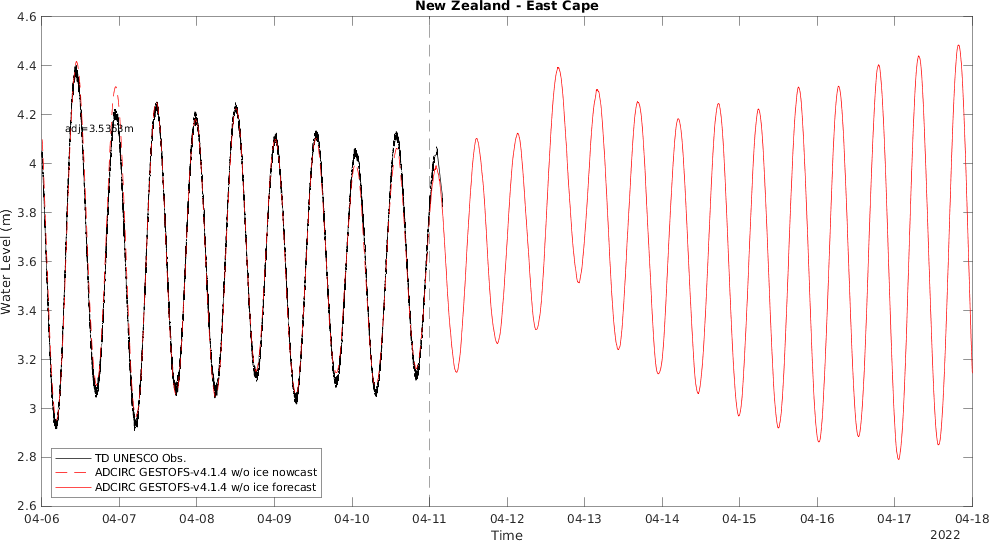 New Zealand - East Cape
4.6
4.4
4.2
4
3.8
3.6
3.4
3.2
3
2.8
2.6
Water Level (m)
adj=3.5353m
TD UNESCO Obs.
ADCIRC GESTOFS-v4.1.4 w/o ice nowcast
ADCIRC GESTOFS-v4.1.4 w/o ice forecast
04-06 04-07 04-08 04-09 04-10 04-11 04-12 04-13 04-14 04-15 04-16 04-17 04-18
Time
2022